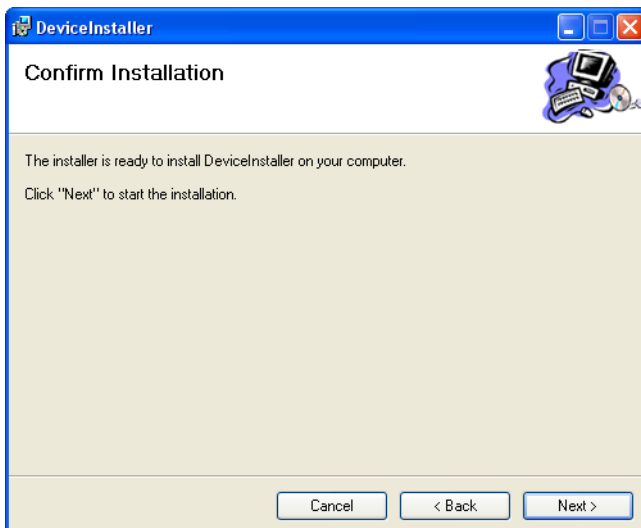 DeviceInstaller
Confirm Installation
The installer is ready to install DeviceInstaller on your computer.
Click "Next" to start the installation.
Cancel
< Back
Next >